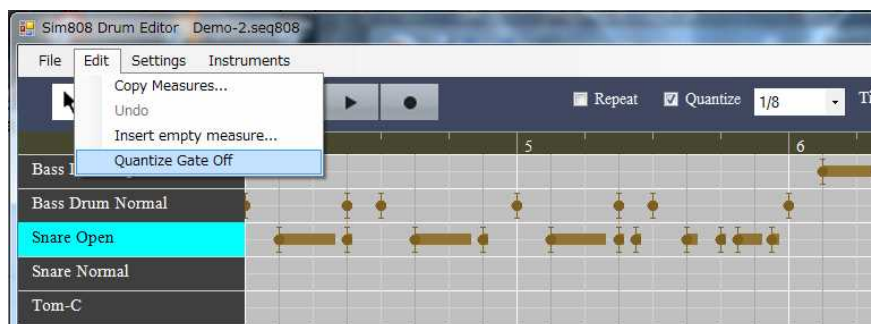 Sim808 Drum Editor Demo-2.seq808
File Edit Settings Instruments
Copy Measures...
Undo
Insert empty measure...
Quantize Gate Off
Repeat Quantize 1/8
5 6
Bass
Bass Drum Normal
Snare Open
Snare Normal
Tom-C